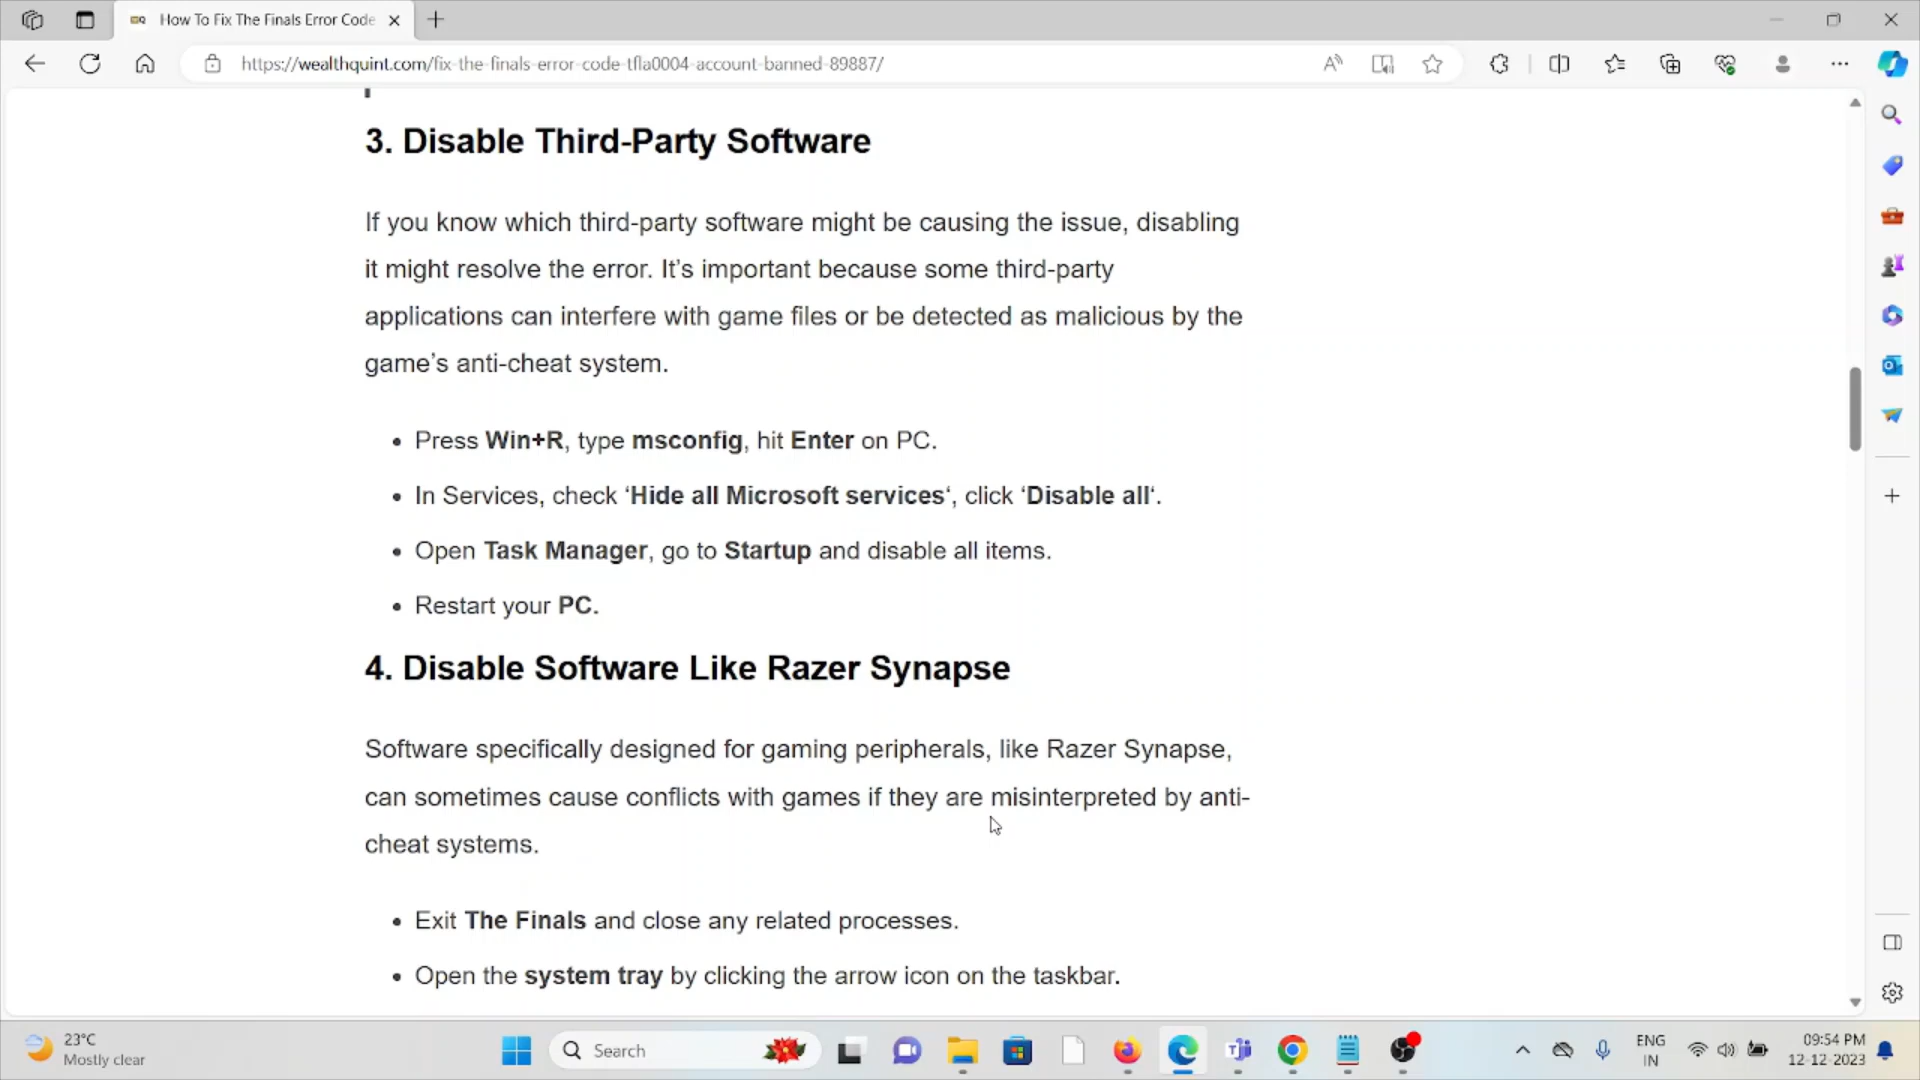 How To Fix The Finals Error Code
https://wealthquint.com/fix-the-finals-error-code-tfla0004-account-banned-89887/
3. Disable Third-Party Software
If you know which third-party software might be causing the issue, disabling
it might resolve the error. It’s important because some third-party
applications can interfere with game files or be detected as malicious by the
game’s anti-cheat system.
• Press Win+R, type msconfig, hit Enter on PC.
• In Services, check ‘Hide all Microsoft services‘, click ‘Disable all‘.
• Open Task Manager, go to Startup and disable all items.
• Restart your PC.
4. Disable Software Like Razer Synapse
Software specifically designed for gaming peripherals, like Razer Synapse,
can sometimes cause conflicts with games if they are misinterpreted by anti-
cheat systems.
• Exit The Finals and close any related processes.
• Open the system tray by clicking the arrow icon on the taskbar.
23°C
Mostly clear
Search
ENG
IN
09:54 PM
12-12-2023